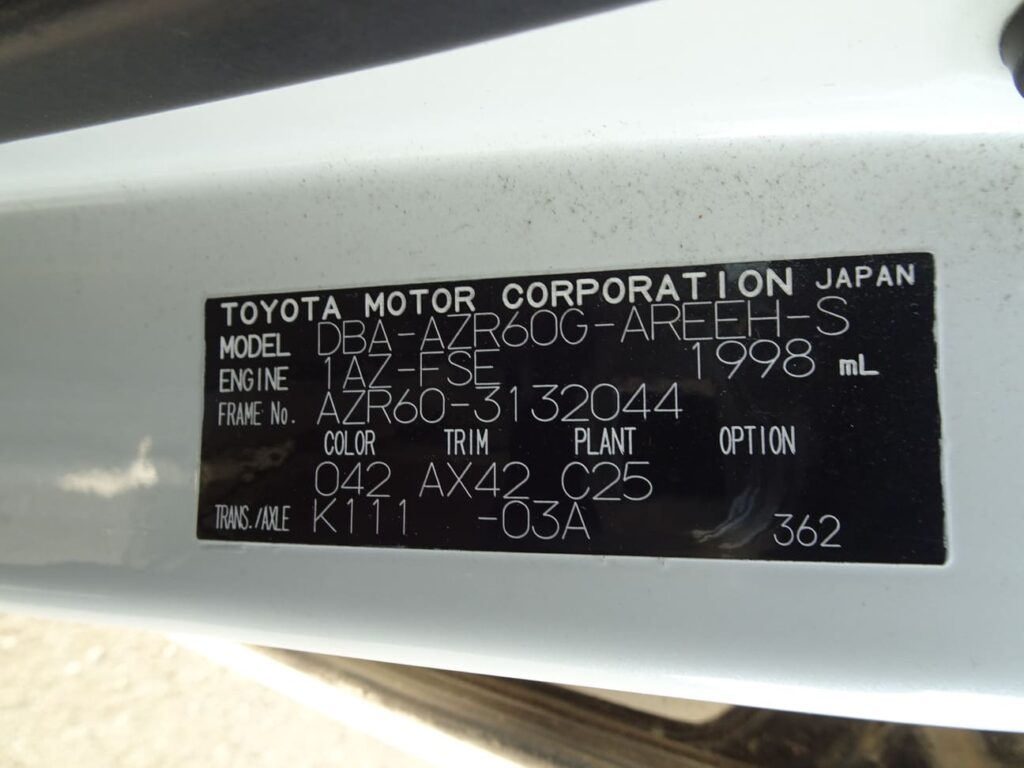 TOYOTA MOTOR CORPORATION JAPAN
MODEL DBA-AZR60G-AREEH-S
ENGINE 1AZ-FSE 1998 mL
FRAME No. AZR60-3132044
COLOR TRIM PLANT OPTION
042 AX42 C25
TRANS./AXLE K111 -03A 362